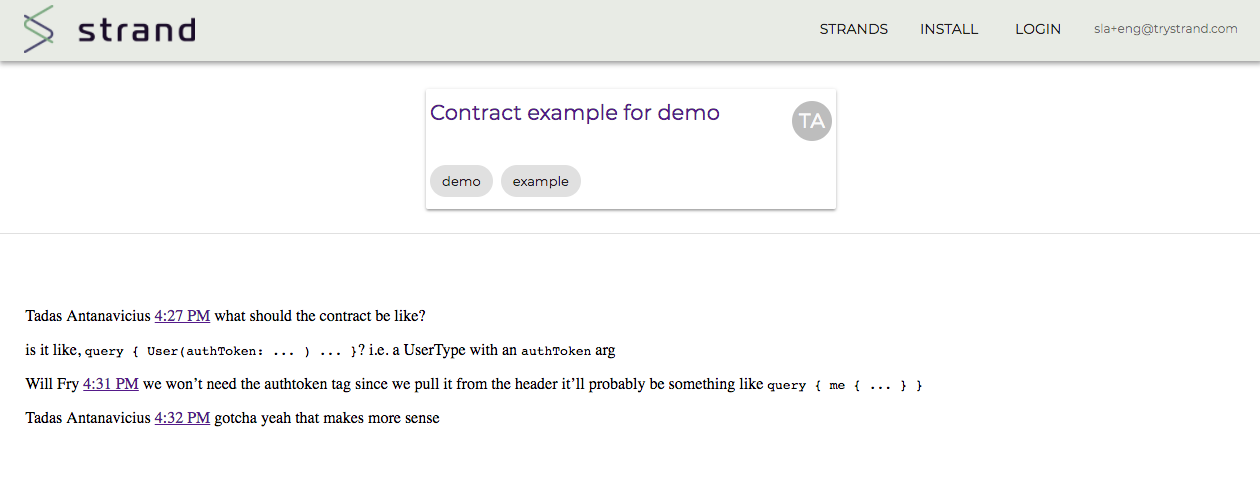 strand
STRANDS INSTALL LOGIN sla+eng@trystrand.com
Contract example for demo
TA
demo example
Tadas Antanavicius 4:27 PM what should the contract be like?
is it like, query { User(authToken: ... ) ... }? i.e. a UserType with an authToken arg
Will Fry 4:31 PM we won’t need the authtoken tag since we pull it from the header it’ll probably be something like query { me { ... } }
Tadas Antanavicius 4:32 PM gotcha yeah that makes more sense